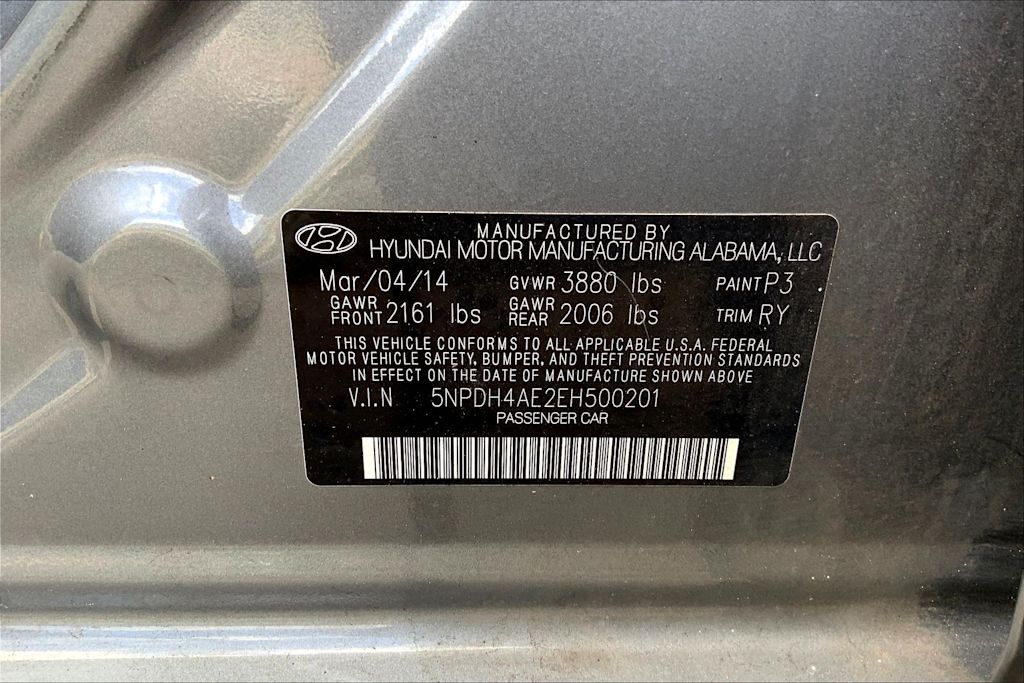 MANUFACTURED BY
HYUNDAI MOTOR MANUFACTURING ALABAMA, LLC
Mar/04/14 GVWR 3880 lbs PAINT P3
GAWR FRONT 2161 lbs GAWR REAR 2006 lbs TRIM RY
THIS VEHICLE CONFORMS TO ALL APPLICABLE U.S.A. FEDERAL
MOTOR VEHICLE SAFETY, BUMPER, AND THEFT PREVENTION STANDARDS
IN EFFECT ON THE DATE OF MANUFACTURE SHOWN ABOVE
V.I.N 5NPDH4AE2EH500201
PASSENGER CAR